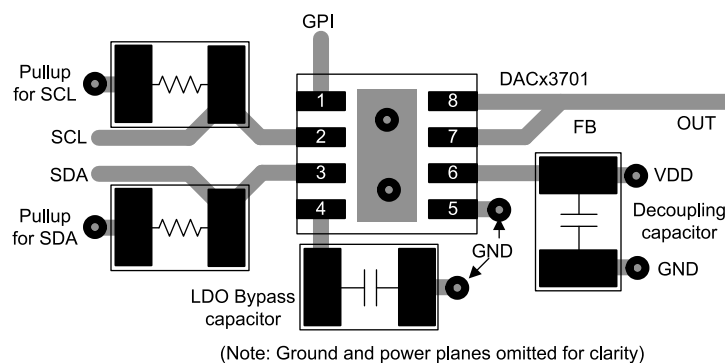 GPI
Pullup
for SCL
DACx3701
1
8
OUT
SCL
2
7
FB
SDA
3
6
VDD
Pullup
for SDA
4
5
Decoupling
capacitor
GND
GND
LDO Bypass
capacitor
(Note: Ground and power planes omitted for clarity)